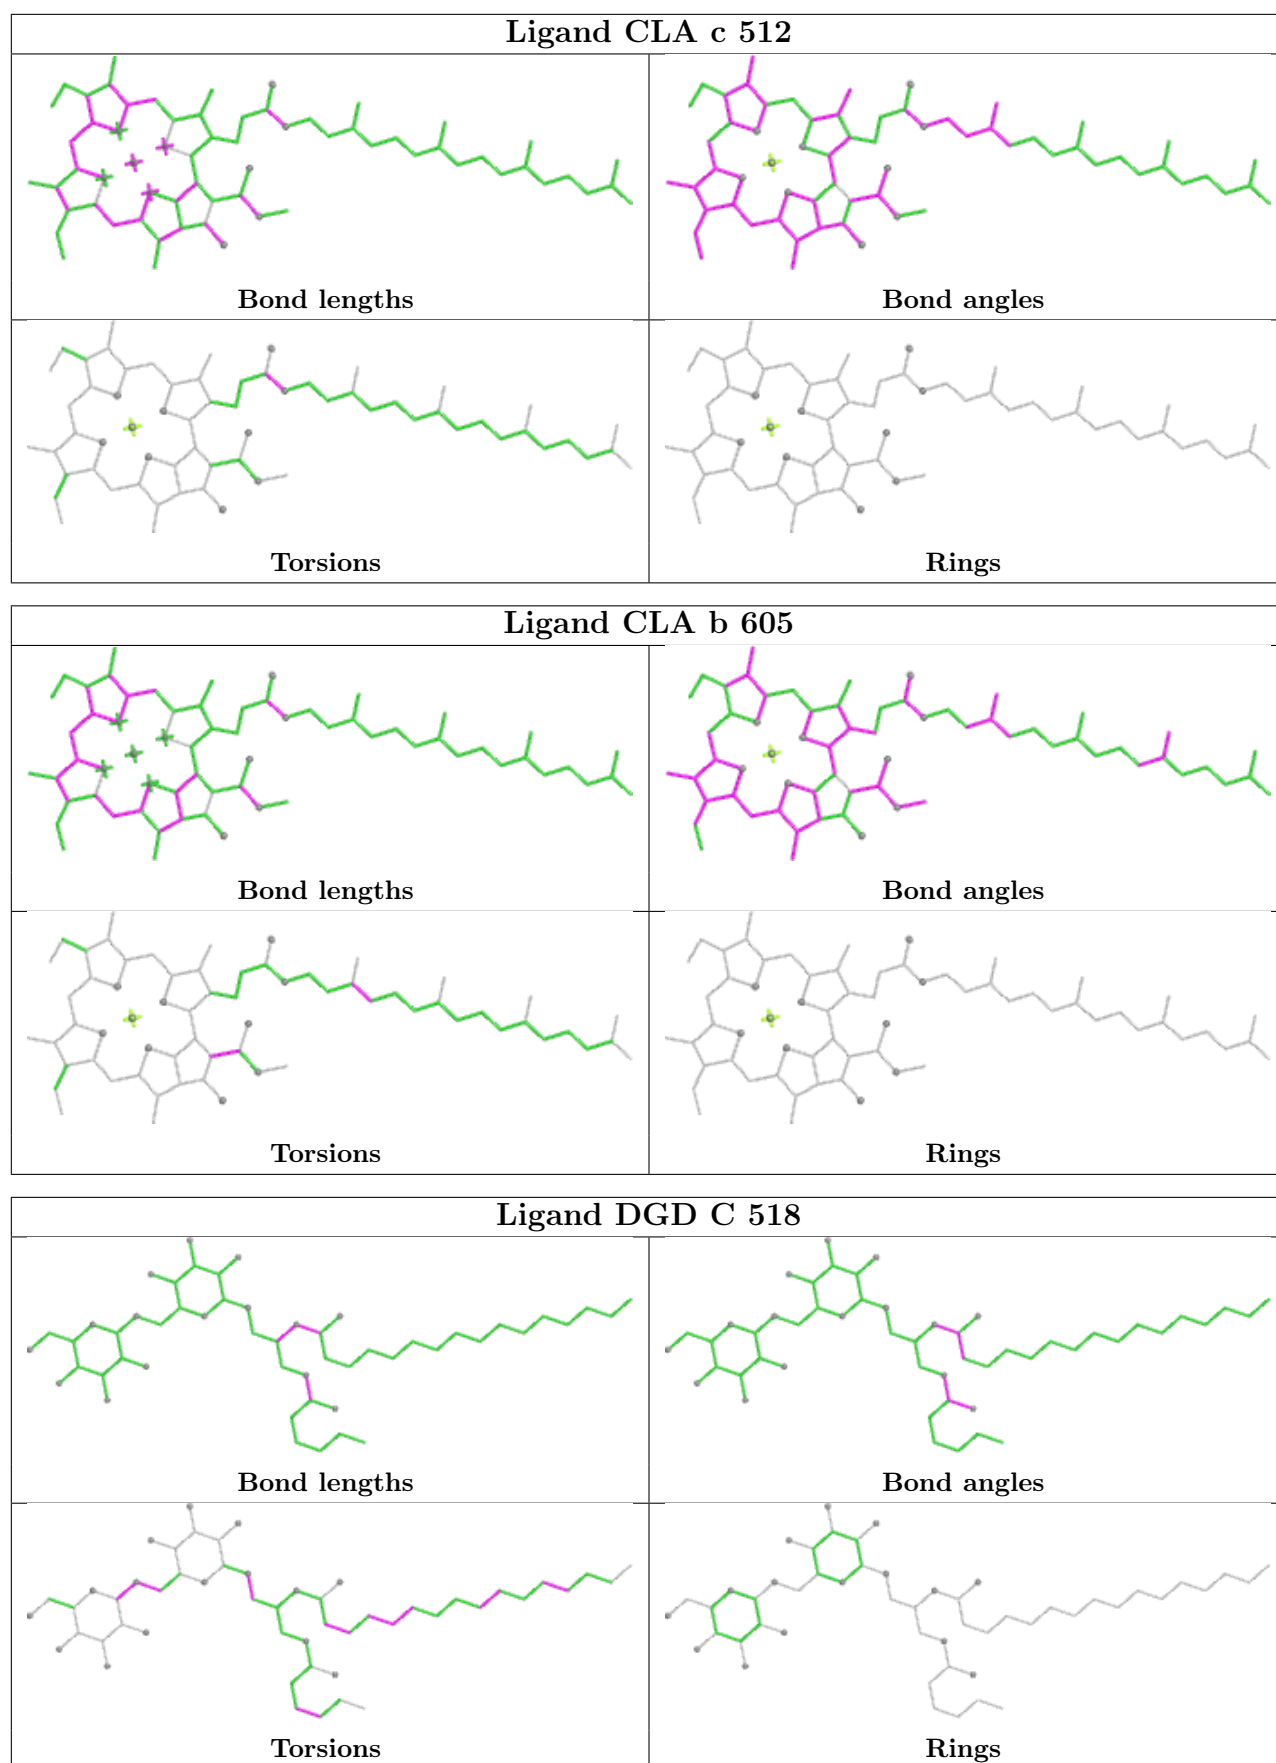 Ligand CLA c 512
Bond lengths
Bond angles
Torsions
Rings
Ligand CLA b 605
Bond lengths
Bond angles
Torsions
Rings
Ligand DGD C 518
Bond lengths
Bond angles
Torsions
Rings